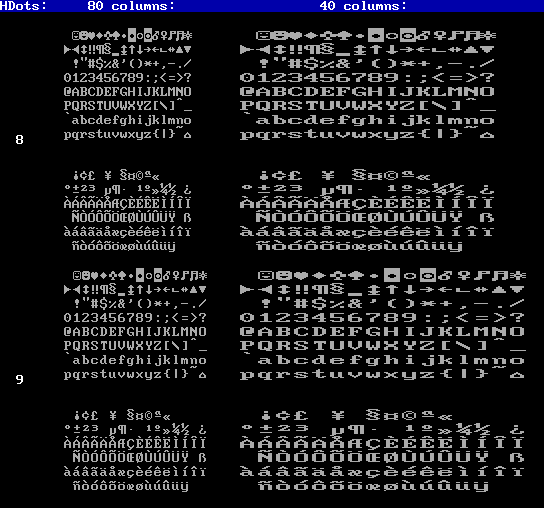 HDots: 80 columns: 40 columns:
☺☻♥♦♣♠•◘○◙♂♀♪♫☼ ☺☻♥♦♣♠•◘○◙♂♀♪♫☼
►◄↕‼¶§▬↨↑↓→←∟↔▲▼ ►◄↕‼¶§▬↨↑↓→←∟↔▲▼
!"#$%&'()*+,-./ !"#$%&'()*+,-./
0123456789:;<=>? 0123456789:;<=>?
@ABCDEFGHIJKLMNO @ABCDEFGHIJKLMNO
PQRSTUVWXYZ[\]^_ PQRSTUVWXYZ[\]^_
`abcdefghijklmno `abcdefghijklmno
8 pqrstuvwxyz{|}~⌂ pqrstuvwxyz{|}~⌂
¡¢£ ¥ §¤©ª« ¡¢£ ¥ §¤©ª«
°±23 µ¶· 1º»¼½ ¿ °±23 µ¶· 1º»¼½ ¿
ÀÁÂÃÄÅÆÇÈÉÊËÌÍÎÏ ÀÁÂÃÄÅÆÇÈÉÊËÌÍÎÏ
ÑÒÓÔÕÖŒØÙÚÛÜŸ ß ÑÒÓÔÕÖŒØÙÚÛÜŸ ß
àáâãäåæçèéêëìíîï àáâãäåæçèéêëìíîï
ñòóôõöœøùúûüÿ ñòóôõöœøùúûüÿ
☺☻♥♦♣♠•◘○◙♂♀♪♫☼ ☺☻♥♦♣♠•◘○◙♂♀♪♫☼
►◄↕‼¶§▬↨↑↓→←∟↔▲▼ ►◄↕‼¶§▬↨↑↓→←∟↔▲▼
!"#$%&'()*+,-./ !"#$%&'()*+,-./
0123456789:;<=>? 0123456789:;<=>?
@ABCDEFGHIJKLMNO @ABCDEFGHIJKLMNO
PQRSTUVWXYZ[\]^_ PQRSTUVWXYZ[\]^_
`abcdefghijklmno `abcdefghijklmno
9 pqrstuvwxyz{|}~⌂ pqrstuvwxyz{|}~⌂
¡¢£ ¥ §¤©ª« ¡¢£ ¥ §¤©ª«
°±23 µ¶· 1º»¼½ ¿ °±23 µ¶· 1º»¼½ ¿
ÀÁÂÃÄÅÆÇÈÉÊËÌÍÎÏ ÀÁÂÃÄÅÆÇÈÉÊËÌÍÎÏ
ÑÒÓÔÕÖŒØÙÚÛÜŸ ß ÑÒÓÔÕÖŒØÙÚÛÜŸ ß
àáâãäåæçèéêëìíîï àáâãäåæçèéêëìíîï
ñòóôõöœøùúûüÿ ñòóôõöœøùúûüÿ